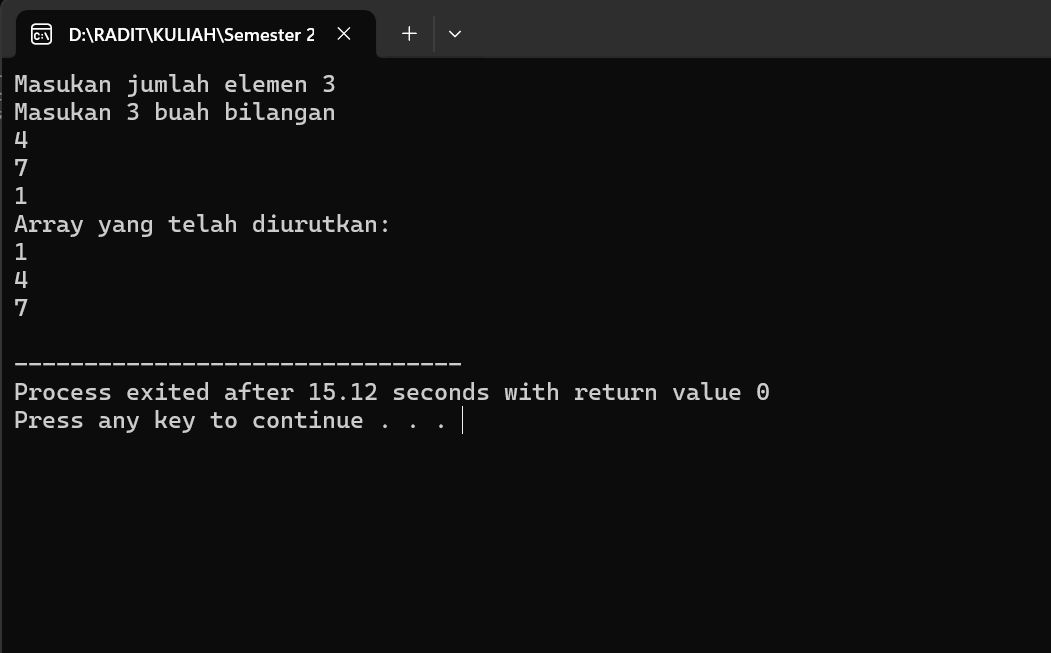 D:\RADIT\KULIAH\Semester 2
Masukan jumlah elemen 3
Masukan 3 buah bilangan
4
7
1
Array yang telah diurutkan:
1
4
7
--------------------------------
Process exited after 15.12 seconds with return value 0
Press any key to continue . . .